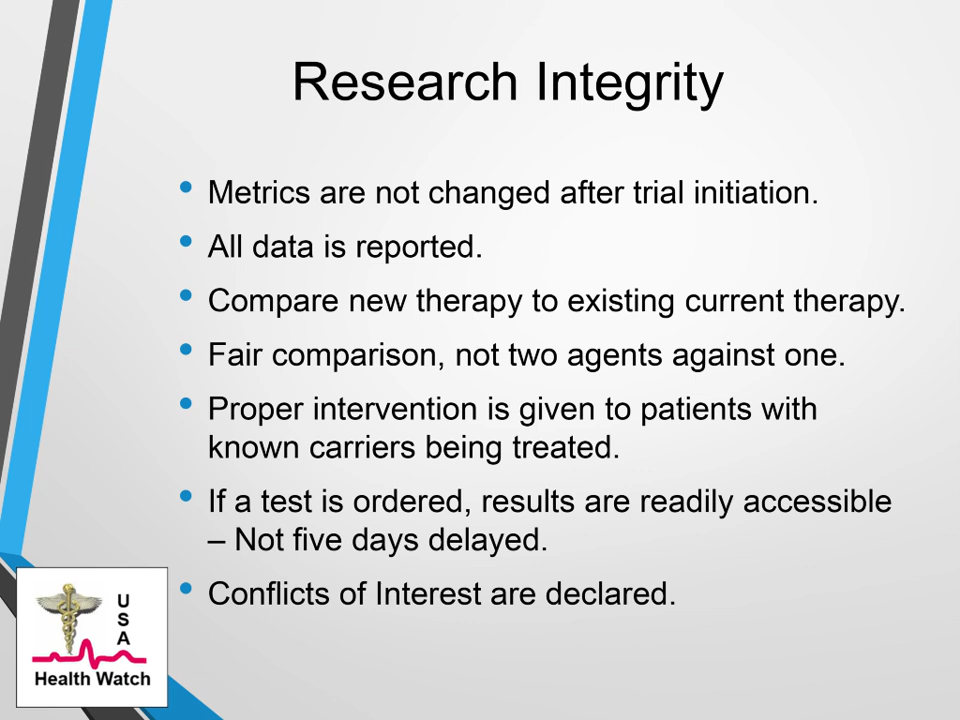 Research Integrity
• Metrics are not changed after trial initiation.
• All data is reported.
• Compare new therapy to existing current therapy.
• Fair comparison, not two agents against one.
• Proper intervention is given to patients with
known carriers being treated.
• If a test is ordered, results are readily accessible
– Not five days delayed.
• Conflicts of Interest are declared.
USA
Health Watch